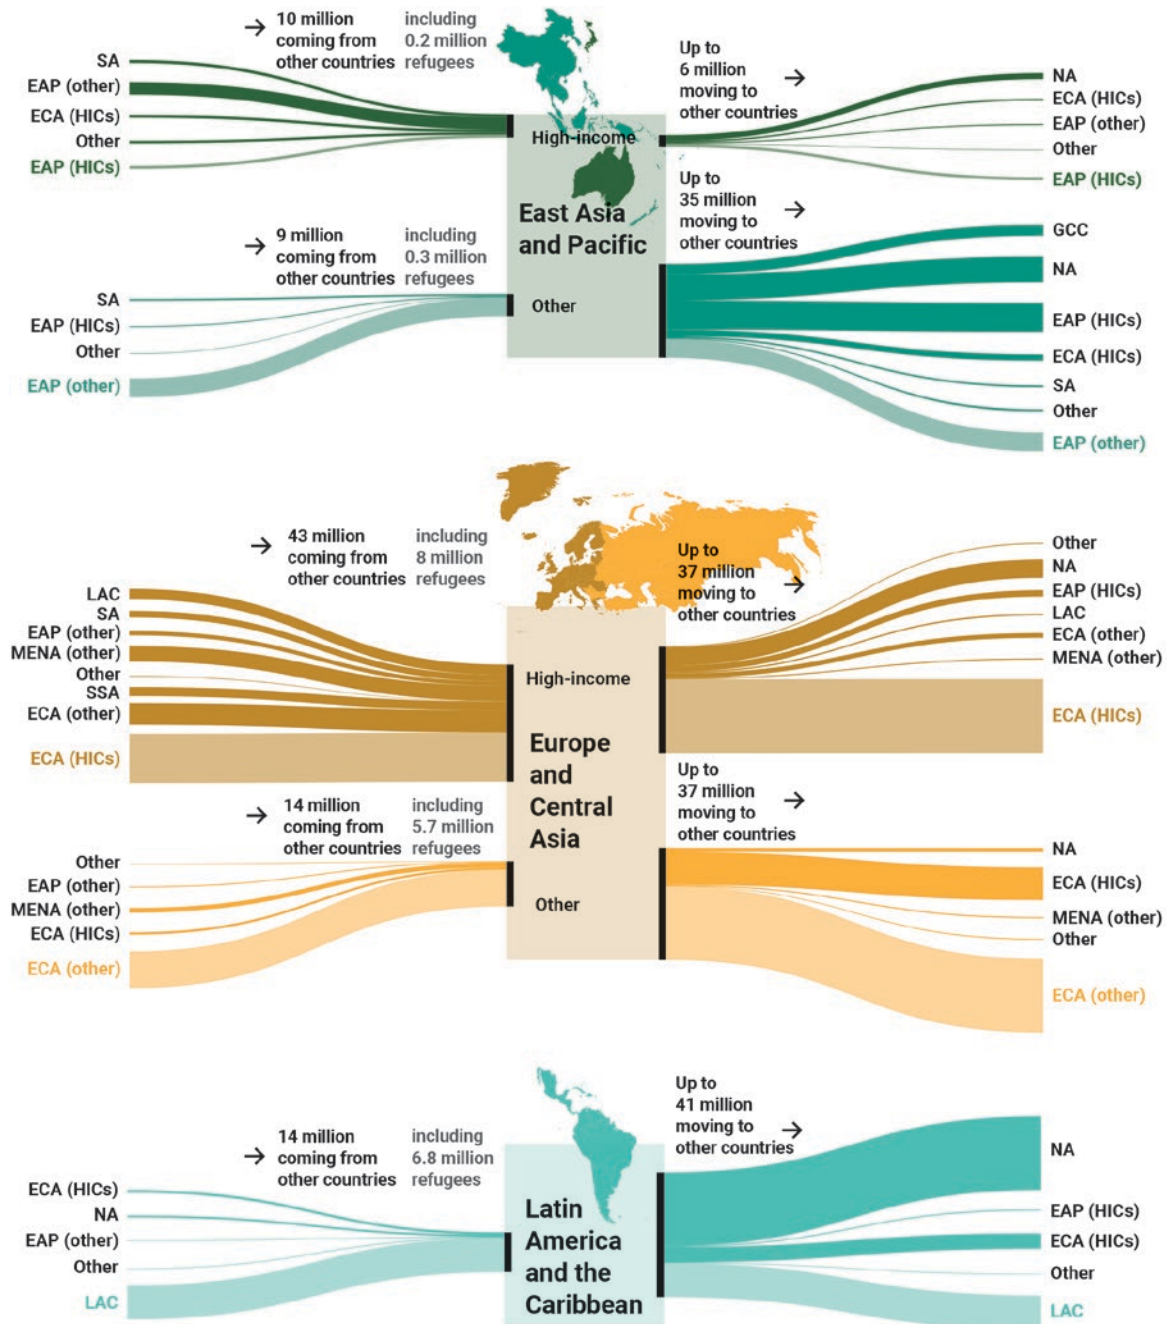 10 million
coming from
other countries
including
0.2 million
refugees
SA
EAP (other)
ECA (HICs)
Other
EAP (HICs)
High-income
Up to
6 million
moving to
other countries
NA
ECA (HICs)
EAP (other)
Other
EAP (HICs)
East Asia
and Pacific
9 million
coming from
other countries
including
0.3 million
refugees
SA
EAP (HICs)
Other
EAP (other)
Other
Up to
35 million
moving to
other countries
GCC
NA
EAP (HICs)
ECA (HICs)
SA
Other
EAP (other)
43 million
coming from
other countries
including
8 million
refugees
LAC
SA
EAP (other)
MENA (other)
Other
SSA
ECA (other)
ECA (HICs)
High-income
Up to
37 million
moving to
other countries
Other
NA
EAP (HICs)
LAC
ECA (other)
MENA (other)
ECA (HICs)
Europe
and
Central
Asia
14 million
coming from
other countries
including
5.7 million
refugees
Other
EAP (other)
MENA (other)
ECA (HICs)
ECA (other)
Other
Up to
37 million
moving to
other countries
NA
ECA (HICs)
MENA (other)
Other
ECA (other)
14 million
coming from
other countries
including
6.8 million
refugees
ECA (HICs)
NA
EAP (other)
Other
LAC
Latin
America
and the
Caribbean
Up to
41 million
moving to
other countries
NA
EAP (HICs)
ECA (HICs)
Other
LAC